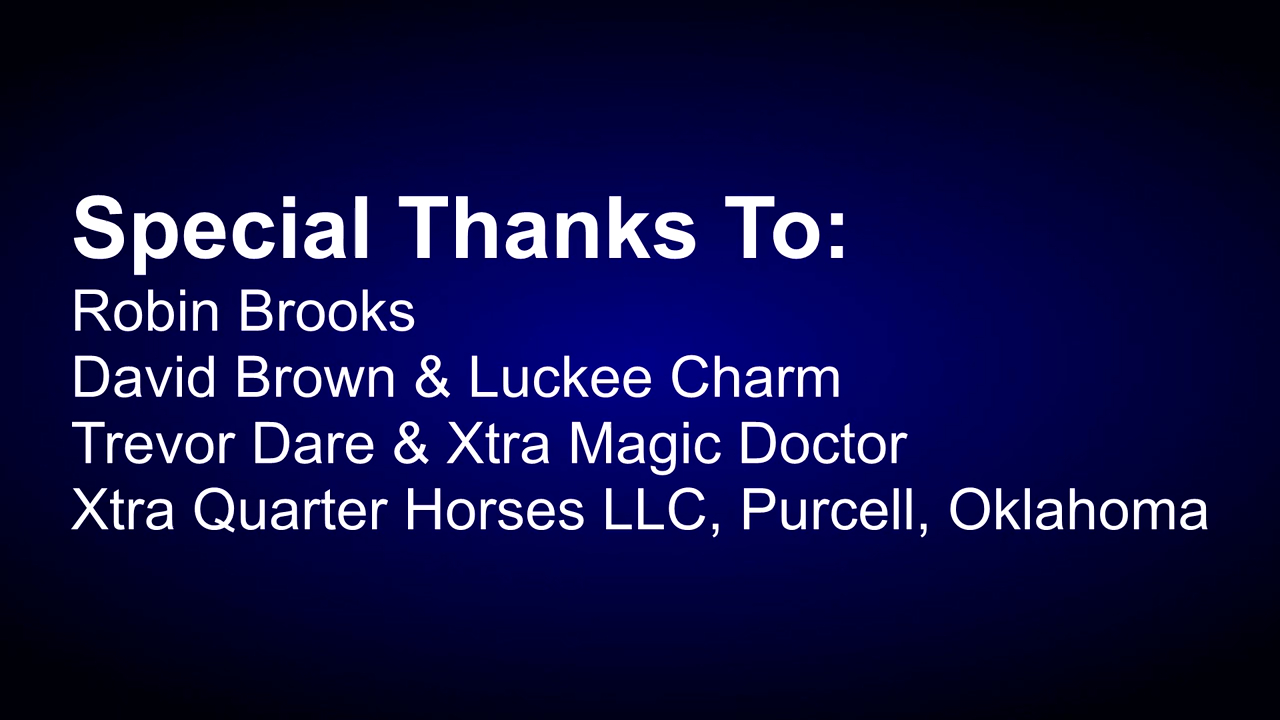 Special Thanks To:
Robin Brooks
David Brown & Luckee Charm
Trevor Dare & Xtra Magic Doctor
Xtra Quarter Horses LLC, Purcell, Oklahoma